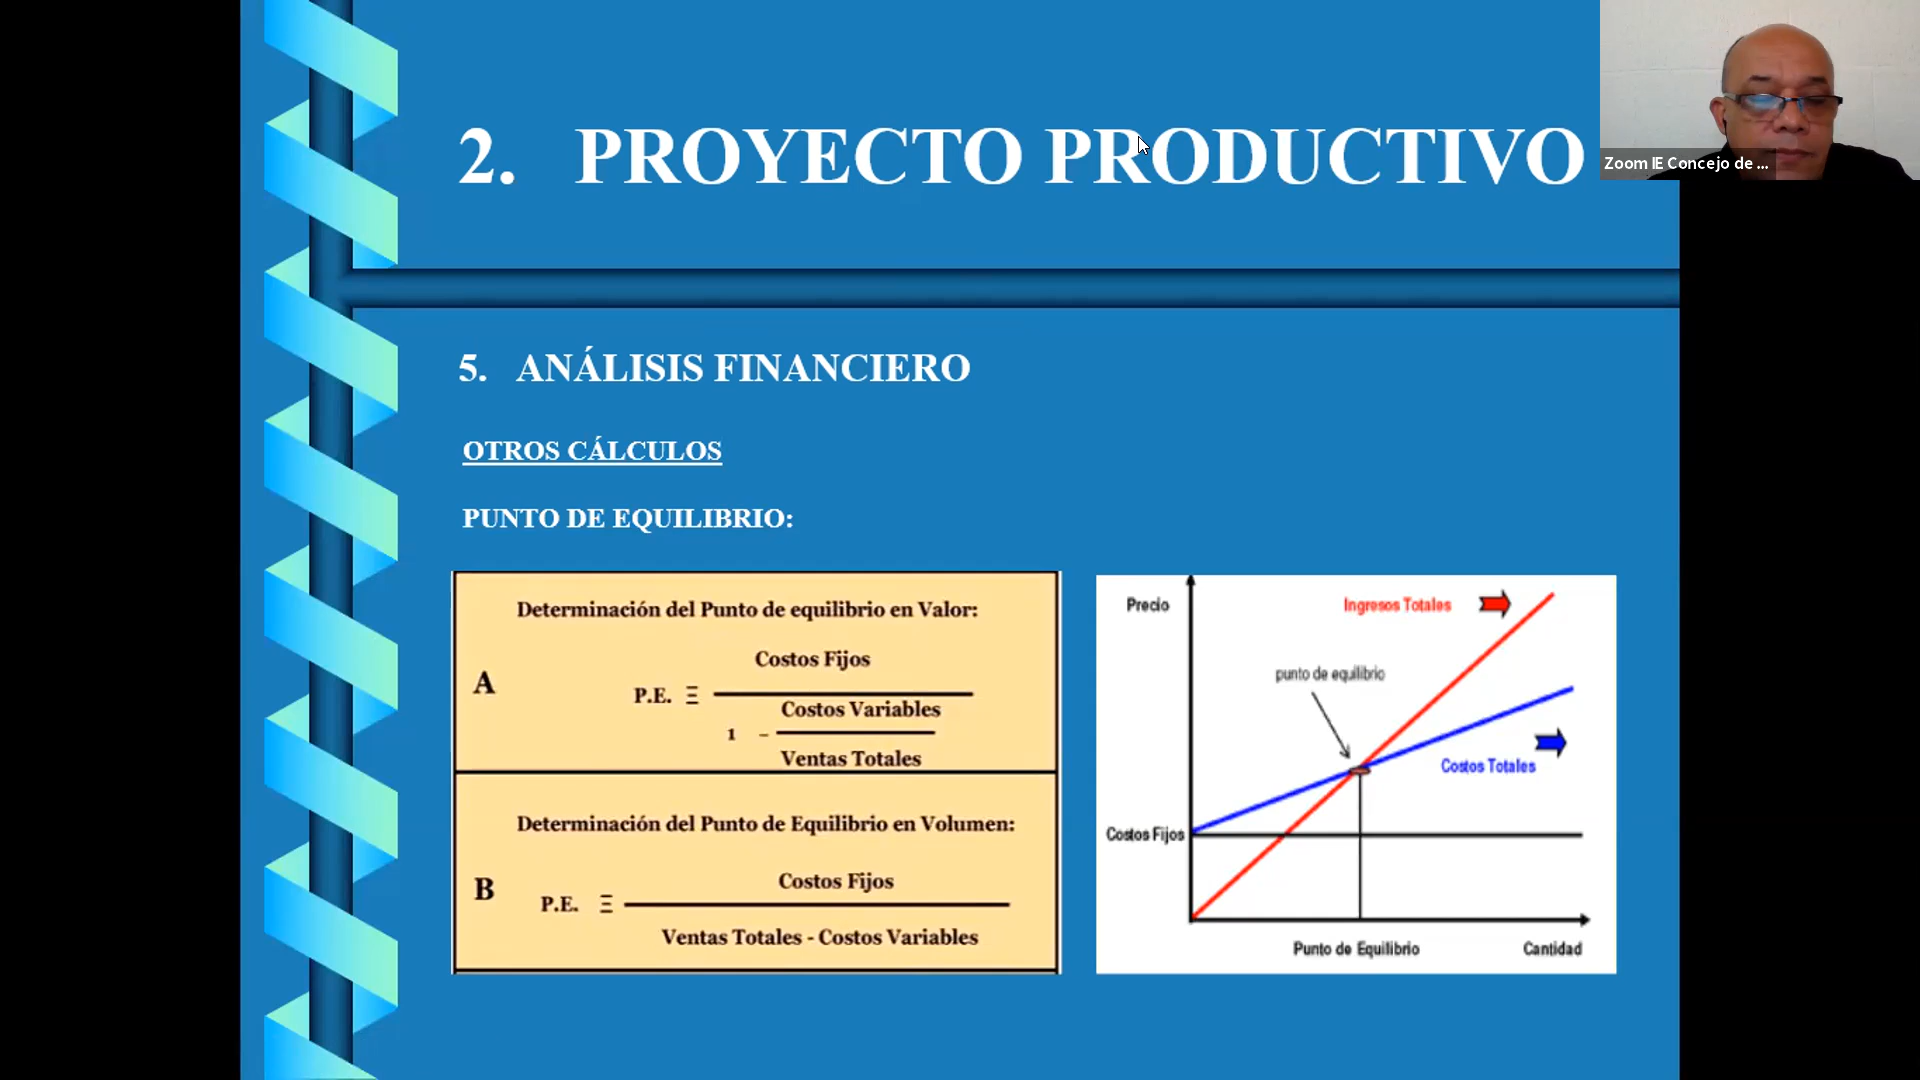 2. PROYECTO PRODUCTIVO
Zoom IE Concejo de ...
5. ANÁLISIS FINANCIERO
OTROS CÁLCULOS
PUNTO DE EQUILIBRIO:
Determinación del Punto de equilibrio en Valor:
Costos Fijos
A
P.E. Ξ
Costos Variables
1 -
Ventas Totales
Determinación del Punto de Equilibrio en Volumen:
Costos Fijos
B
P.E. Ξ
Ventas Totales - Costos Variables
Precio
Ingresos Totales
punto de equilibrio
Costos Totales
Costos Fijos
Punto de Equilibrio
Cantidad